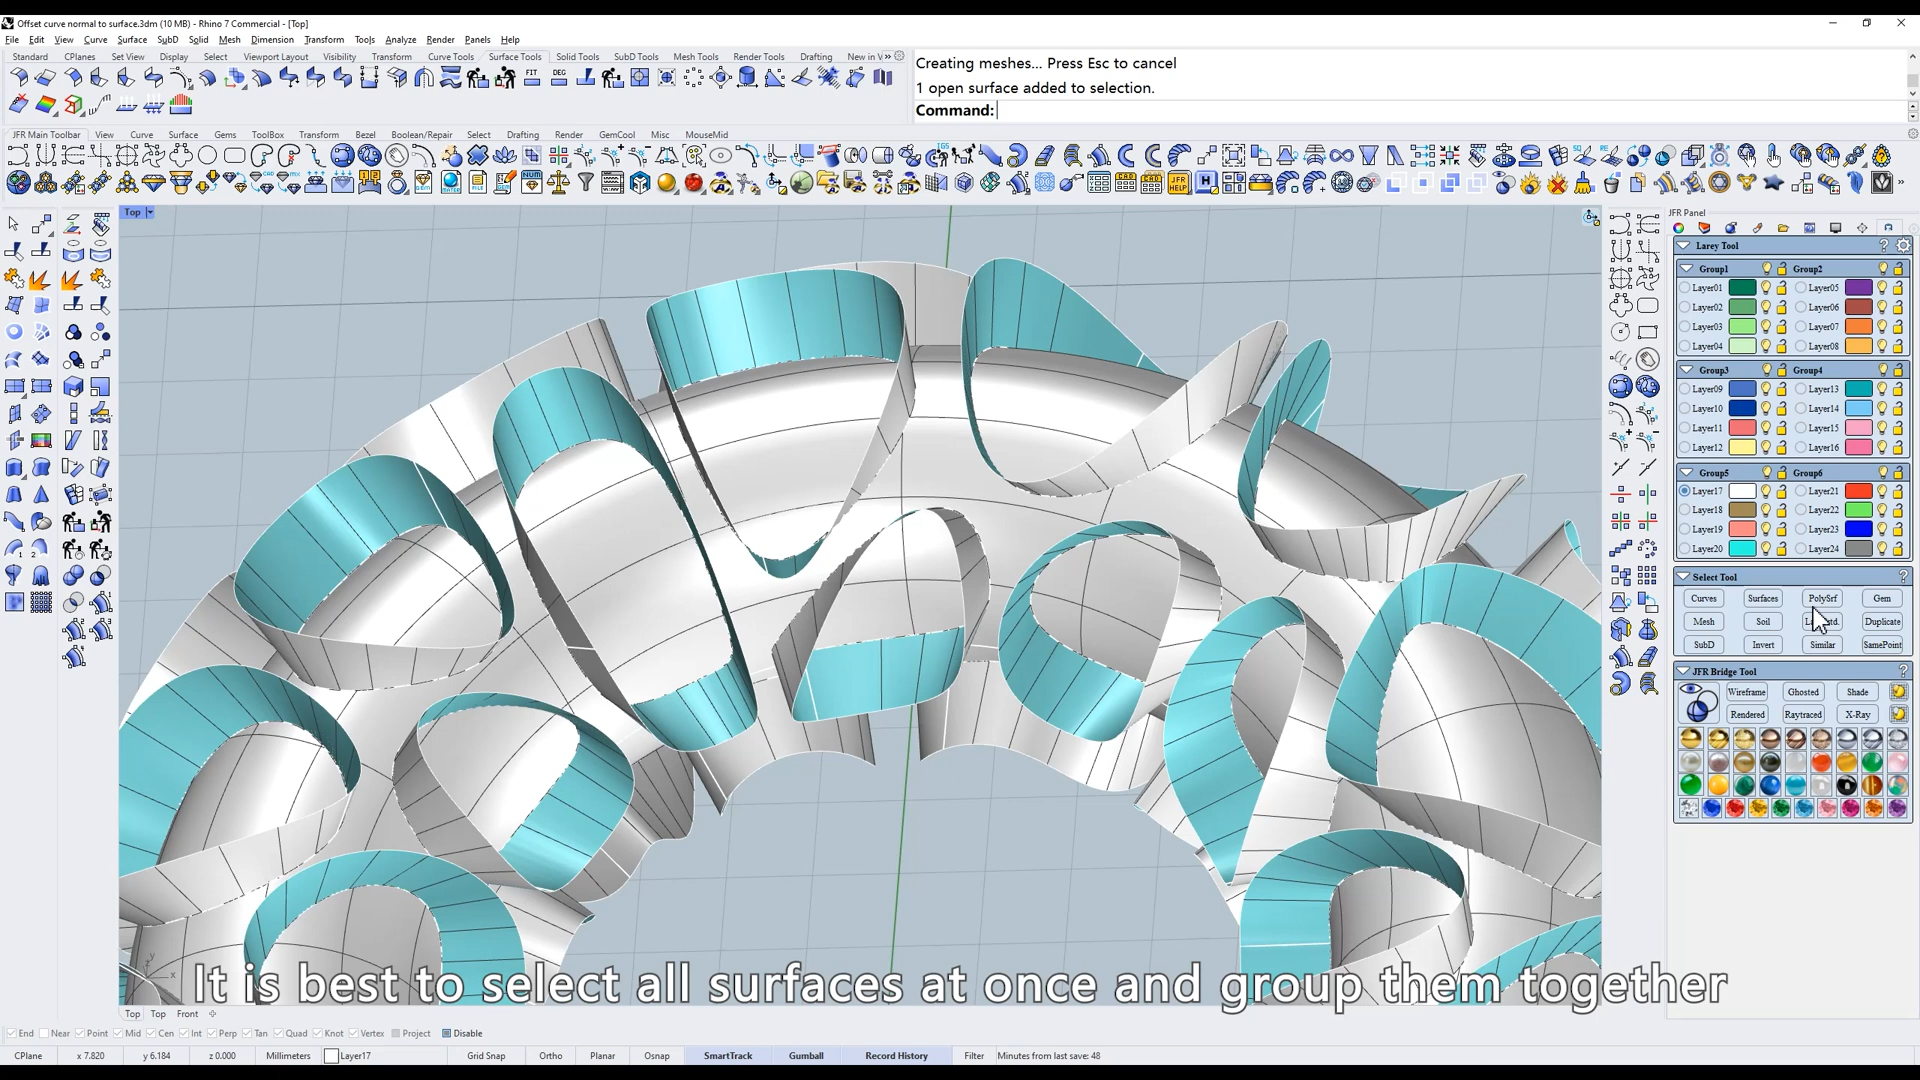 Offset curve normal to surface.3dm (10 MB) - Rhino 7 Commercial - [Top]
File Edit View Curve Surface SubD Solid Mesh Dimension Transform Tools Analyze Render Panels Help
Standard CPlanes Set View Display Select Viewport Layout Visibility Transform Curve Tools Surface Tools Solid Tools SubD Tools Mesh Tools Render Tools Drafting New in V »
Creating meshes... Press Esc to cancel
1 open surface added to selection.
Command:
FIT DEG
JFR Main Toolbar View Curve Surface Gems ToolBox Transform Bezel Boolean/Repair Select Drafting Render GemCool Misc MouseMid
Top
JFR Panel
Larey Tool
Group1 Group2
Layer01 Layer05
Layer02 Layer06
Layer03 Layer07
Layer04 Layer08
Group3 Group4
Layer09 Layer13
Layer10 Layer14
Layer11 Layer15
Layer12 Layer16
Group5 Group6
Layer17 Layer21
Layer18 Layer22
Layer19 Layer23
Layer20 Layer24
Select Tool
Curves Surfaces PolySrf Gem
Mesh Soil Duplicate
SubD Invert Similar SamePoint
JFR Bridge Tool
Wireframe Ghosted Shade
Rendered Raytraced X-Ray
It is best to select all surfaces at once and group them together
Top Top Front
End Near Point Mid Cen Int Perp Tan Quad Knot Vertex Project Disable
CPlane x 7.820 y 6.184 z 0.000 Millimeters Layer17 Grid Snap Ortho Planar Osnap SmartTrack Gumball Record History Filter Minutes from last save: 48